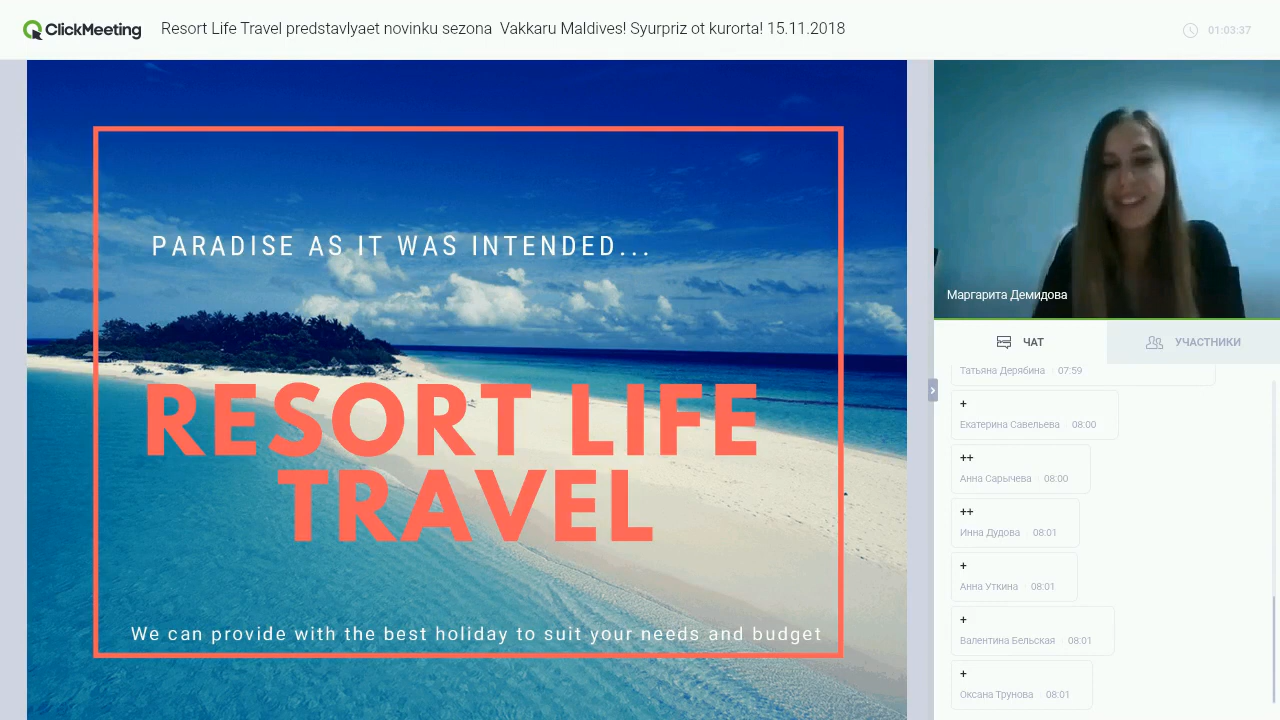 ClickMeeting
Resort Life Travel predstavlyaet novinku sezona  Vakkaru Maldives! Syurpriz ot kurorta! 15.11.2018
01:03:37
PARADISE AS IT WAS INTENDED...
RESORT LIFE
TRAVEL
We can provide with the best holiday to suit your needs and budget
Маргарита Демидова
ЧАТ
УЧАСТНИКИ
Татьяна Дерябина 07:59
+
Екатерина Савельева 08:00
++
Анна Сарычева 08:00
++
Инна Дудова 08:01
+
Анна Уткина 08:01
+
Валентина Бельская 08:01
+
Оксана Трунова 08:01